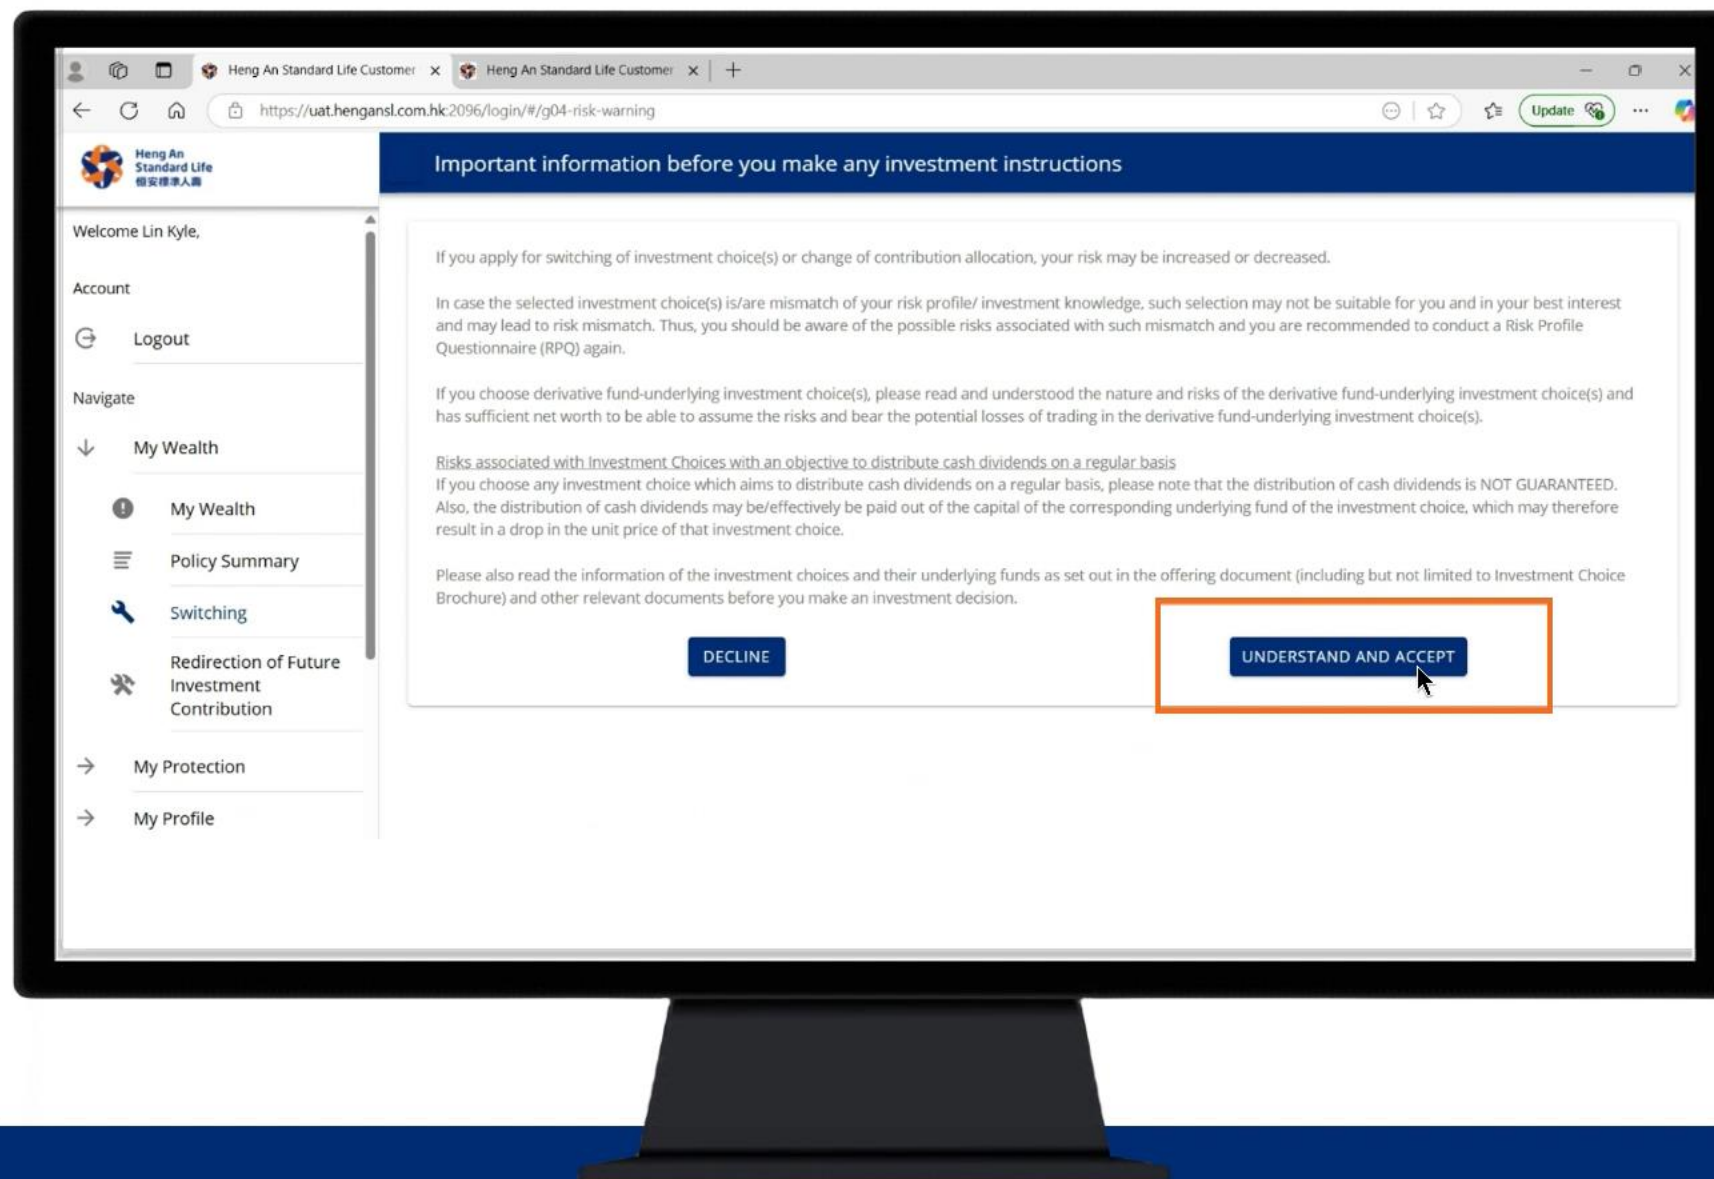 Heng An Standard Life Customer
Heng An Standard Life Customer
https://uat.hengansl.com.hk:2096/login/#/g04-risk-warning
Update
Heng An
Standard Life
恒安標準人壽
Important information before you make any investment instructions
Welcome Lin Kyle,
Account
Logout
Navigate
My Wealth
My Wealth
Policy Summary
Switching
Redirection of Future
Investment
Contribution
My Protection
My Profile
If you apply for switching of investment choice(s) or change of contribution allocation, your risk may be increased or decreased.
In case the selected investment choice(s) is/are mismatch of your risk profile/ investment knowledge, such selection may not be suitable for you and in your best interest
and may lead to risk mismatch. Thus, you should be aware of the possible risks associated with such mismatch and you are recommended to conduct a Risk Profile
Questionnaire (RPQ) again.
If you choose derivative fund-underlying investment choice(s), please read and understood the nature and risks of the derivative fund-underlying investment choice(s) and
has sufficient net worth to be able to assume the risks and bear the potential losses of trading in the derivative fund-underlying investment choice(s).
Risks associated with Investment Choices with an objective to distribute cash dividends on a regular basis
If you choose any investment choice which aims to distribute cash dividends on a regular basis, please note that the distribution of cash dividends is NOT GUARANTEED.
Also, the distribution of cash dividends may be/effectively be paid out of the capital of the corresponding underlying fund of the investment choice, which may therefore
result in a drop in the unit price of that investment choice.
Please also read the information of the investment choices and their underlying funds as set out in the offering document (including but not limited to Investment Choice
Brochure) and other relevant documents before you make an investment decision.
DECLINE
UNDERSTAND AND ACCEPT